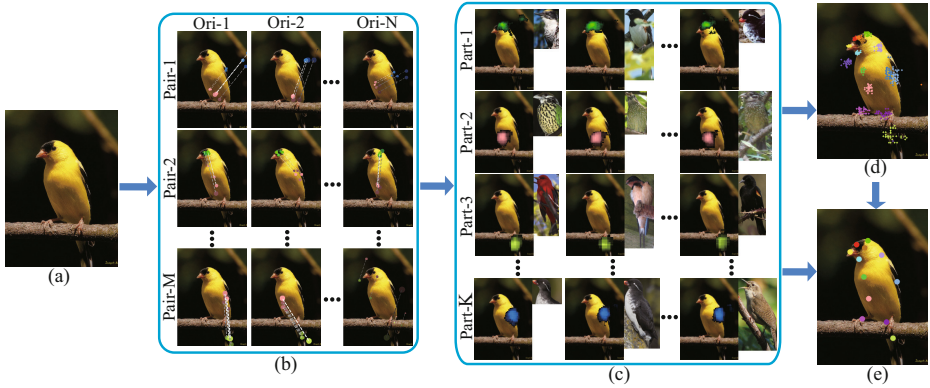 Ori-1 Ori-2 Ori-N
Pair-1
Pair-2
Pair-M
Part-1
Part-2
Part-3
Part-K
(a)
(b)
(c)
(d)
(e)